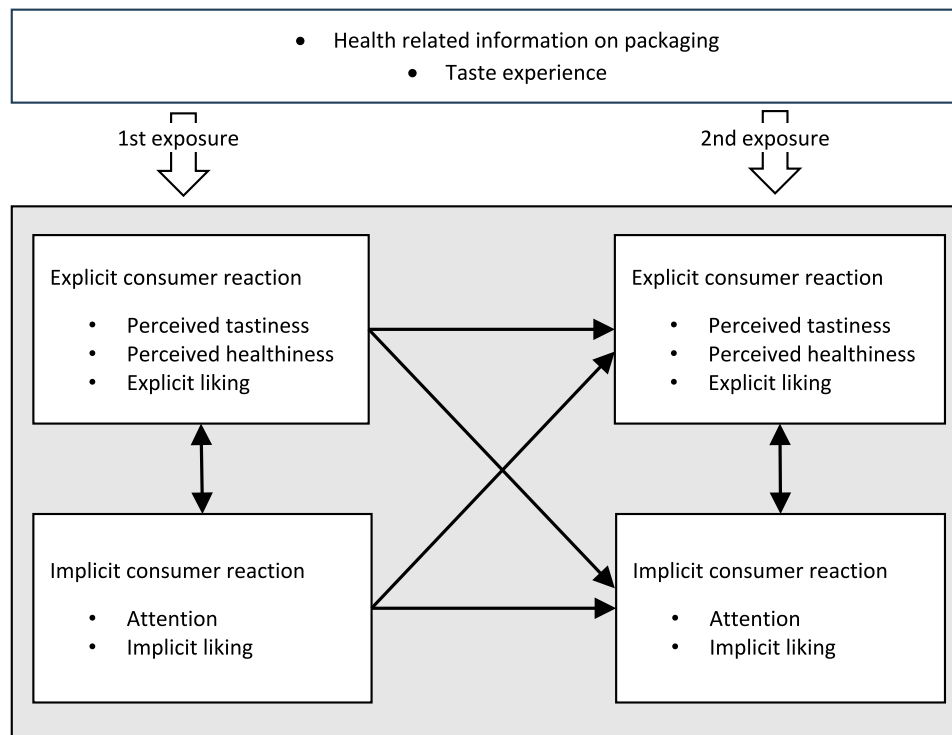 • Health related information on packaging
• Taste experience
1st exposure
2nd exposure
Explicit consumer reaction
• Perceived tastiness
• Perceived healthiness
• Explicit liking
Explicit consumer reaction
• Perceived tastiness
• Perceived healthiness
• Explicit liking
Implicit consumer reaction
• Attention
• Implicit liking
Implicit consumer reaction
• Attention
• Implicit liking